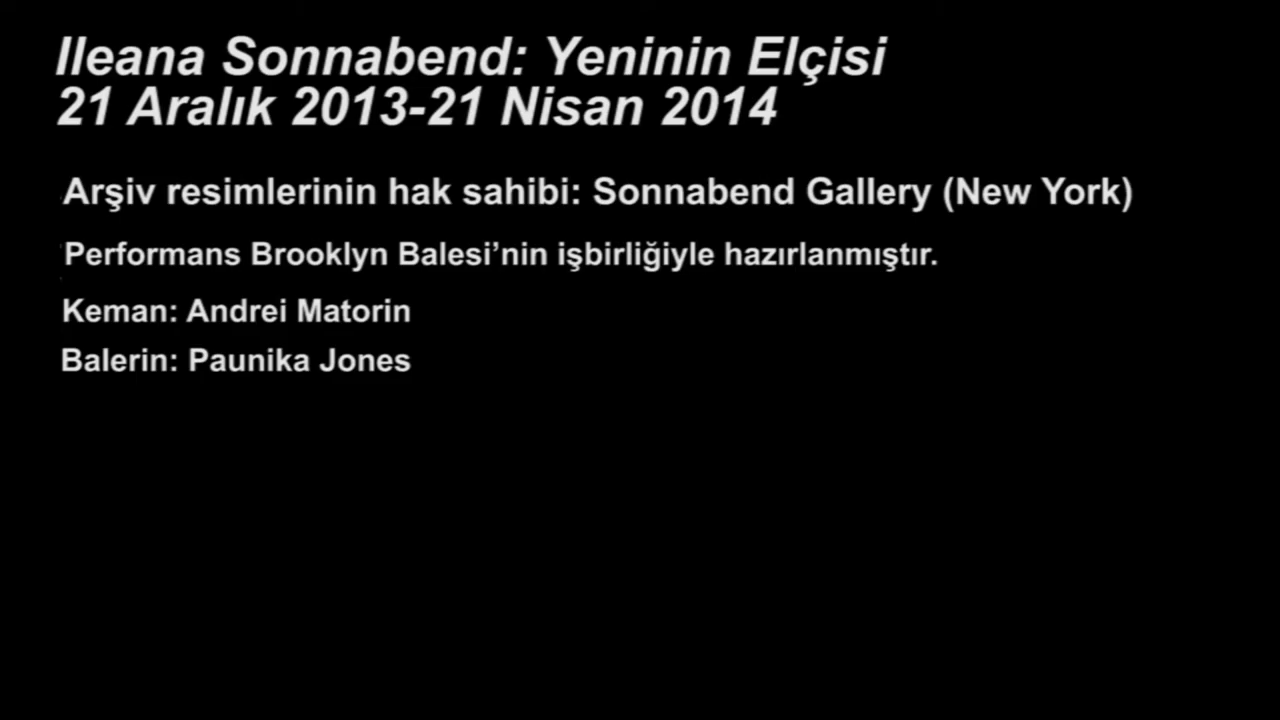 Ileana Sonnabend: Yeninin Elçisi
21 Aralık 2013-21 Nisan 2014
Arşiv resimlerinin hak sahibi: Sonnabend Gallery (New York)
Performans Brooklyn Balesi’nin işbirliğiyle hazırlanmıştır.
Keman: Andrei Matorin
Balerin: Paunika Jones